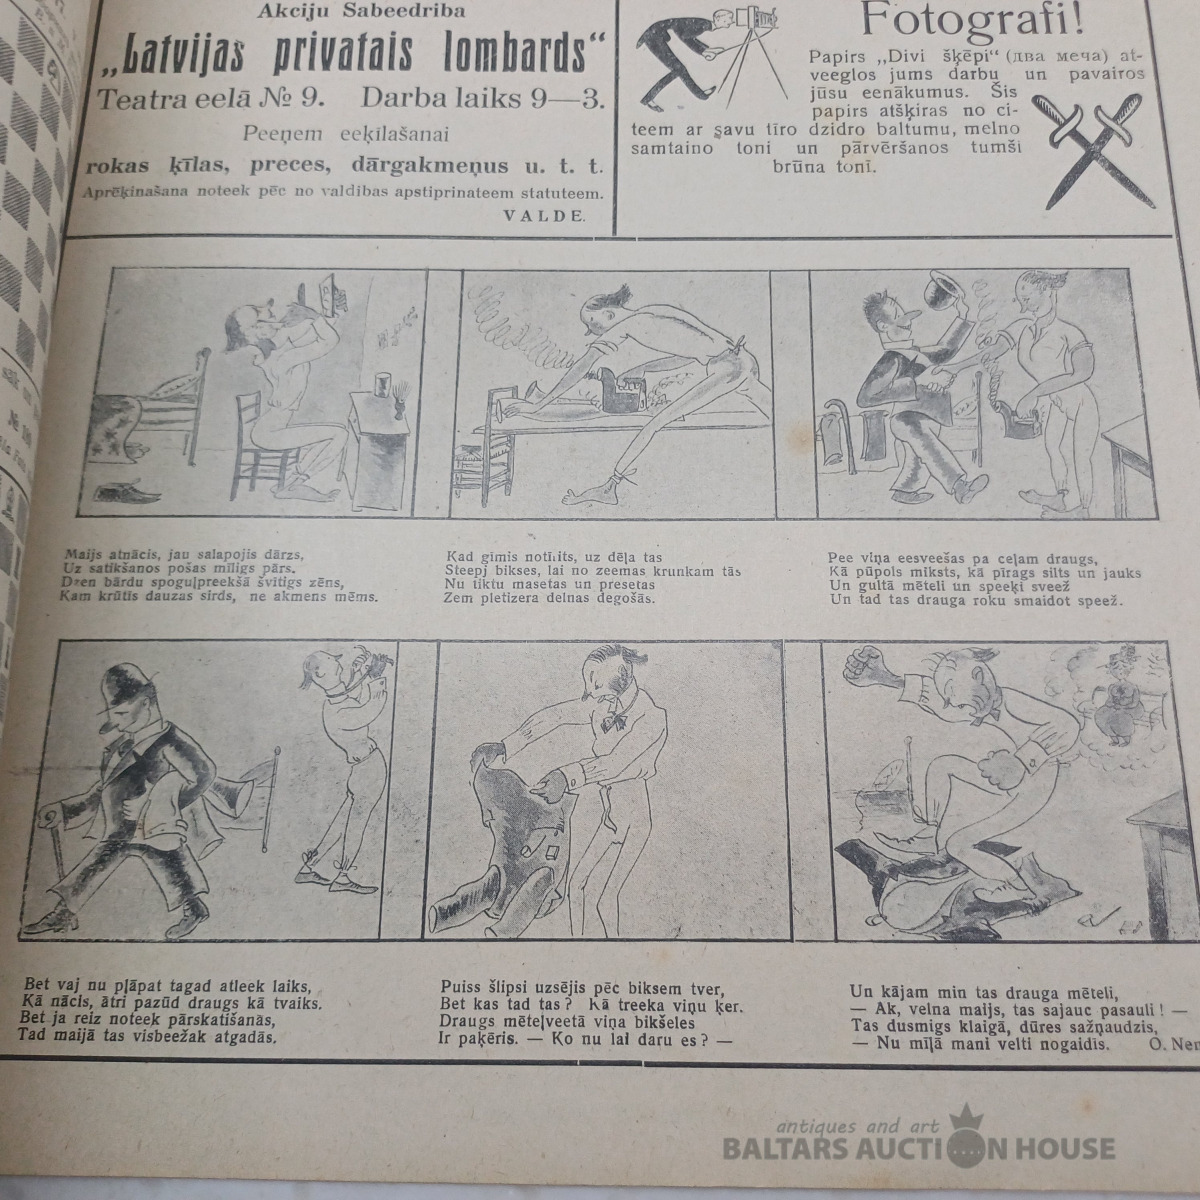 Akciju Sabeedrība
„Latvijas privatais lombards“
Teatra eelā № 9. Darba laiks 9—3.
Peeņem eeķīlašanai
rokas ķīlas, preces, dārgakmeņus u. t. t.
Aprēķinašana noteek pēc no valdibas apstiprinateem statuteem.
VALDE.
Fotografi!
Papirs „Divi šķēpi“ (два меча) at-
veeglos jums darbu un pavairos
jūsu eenākumus. Šis
papirs atšķiras no ci-
teem ar savu tīro dzidro baltumu, melno
samtaino toni un pārvēršanos tumši
brūna tonī.
Maijs atnācis, jau salapojis dārzs,
Uz satikšanos pošas mīligs pārs.
Dzen bārdu spoguļpreekšā švitigs zēns,
Kam krūtis dauzas sirds, ne akmens mēms.
Kad gīmis notīrits, uz dēļa tas
Steepj bikses, lai no zeemas krunkam tās
Nu tiktu masetas un presetas
Zem pletizera delnas degošās.
Pee viņa eesveešas pa ceļam draugs,
Kā pūpols miksts, kā pīrags silts un jauks
Un gultā mēteli un speeķi sveež
Un tad tas drauga roku smaidot speež.
Bet vaj nu pļāpat tagad atleek laiks,
Kā nācis, ātri pazūd draugs kā tvaiks.
Bet ja reiz noteek pārskatišanās,
Tad maijā tas visbeežak atgadās.
Puiss šlipsi uzsējis pēc biksem tver,
Bet kas tad tas? Kā treeka viņu ķer.
Draugs mēteļveetā viņa bikšeles
Ir paķēris. — Ko nu lai daru es? —
Un kājam min tas drauga mēteli,
— Ak, velna maijs, tas sajauc pasauli! —
Tas dusmigs klaigā, dūres sažņaudzis,
— Nu mīļā mani velti nogaidīs. O.
antiques and art
BALTARS AUCTION HOUSE